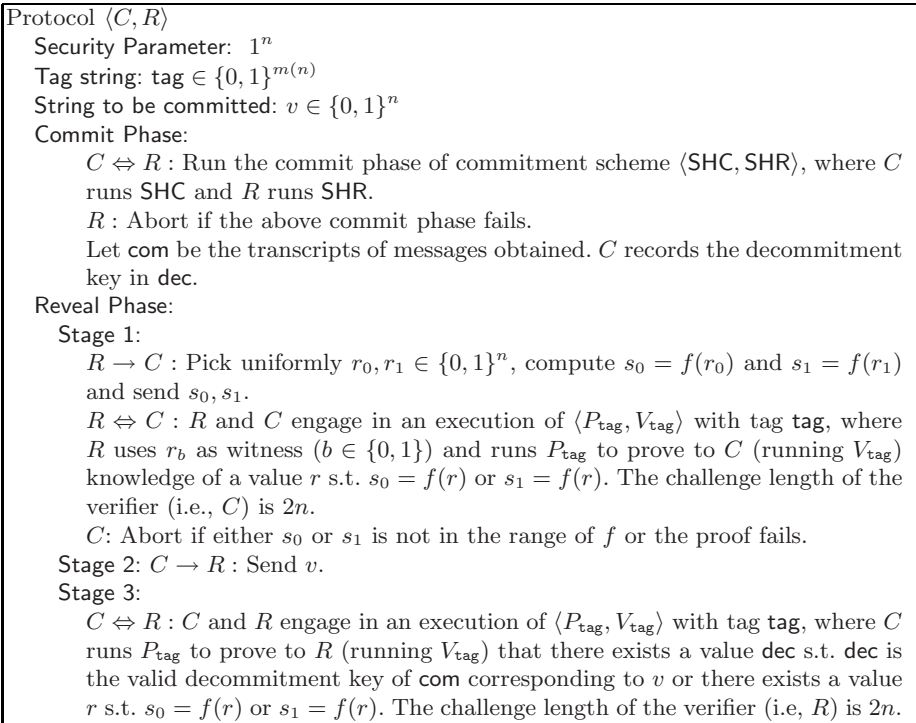 Protocol ⟨C, R⟩
Security Parameter: 1^n
Tag string: tag ∈ {0, 1}^{m(n)}
String to be committed: v ∈ {0, 1}^n
Commit Phase:
C ⇔ R : Run the commit phase of commitment scheme ⟨SHC, SHR⟩, where C
runs SHC and R runs SHR.
R : Abort if the above commit phase fails.
Let com be the transcripts of messages obtained. C records the decommitment
key in dec.
Reveal Phase:
Stage 1:
R → C : Pick uniformly r_0, r_1 ∈ {0, 1}^n, compute s_0 = f(r_0) and s_1 = f(r_1)
and send s_0, s_1.
R ⇔ C : R and C engage in an execution of ⟨P_tag, V_tag⟩ with tag tag, where
R uses r_b as witness (b ∈ {0, 1}) and runs P_tag to prove to C (running V_tag)
knowledge of a value r s.t. s_0 = f(r) or s_1 = f(r). The challenge length of the
verifier (i.e., C) is 2n.
C: Abort if either s_0 or s_1 is not in the range of f or the proof fails.
Stage 2: C → R : Send v.
Stage 3:
C ⇔ R : C and R engage in an execution of ⟨P_tag, V_tag⟩ with tag tag, where C
runs P_tag to prove to R (running V_tag) that there exists a value dec s.t. dec is
the valid decommitment key of com corresponding to v or there exists a value
r s.t. s_0 = f(r) or s_1 = f(r). The challenge length of the verifier (i.e, R) is 2n.